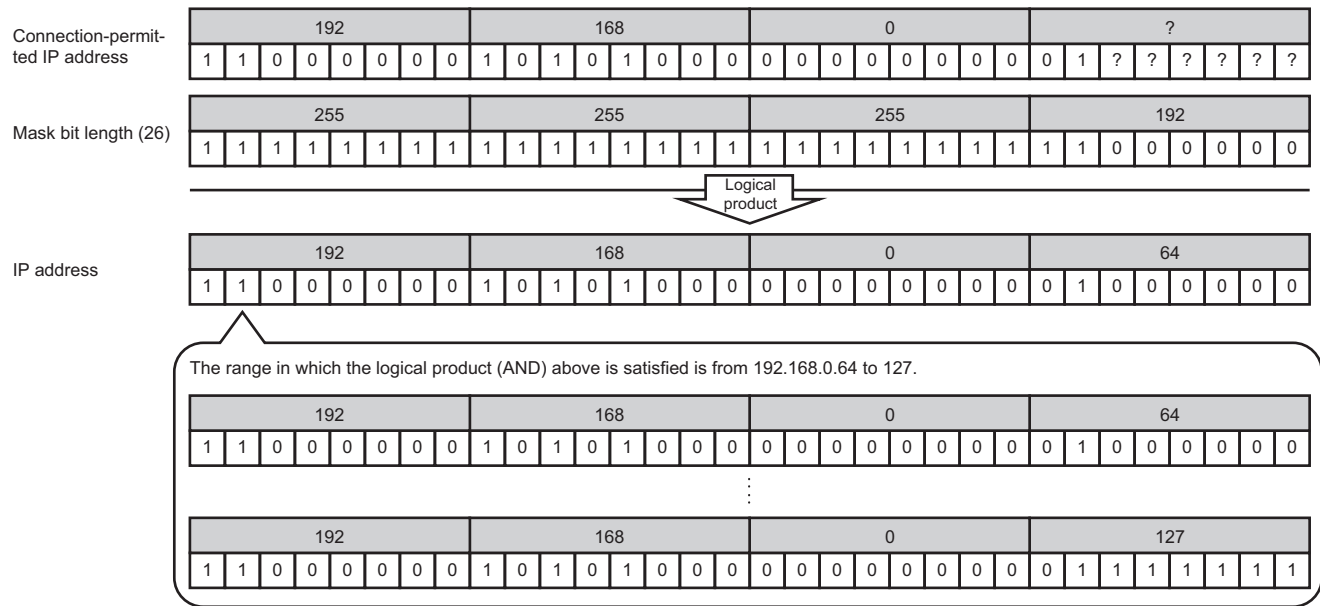 192 168 0 ?
Connection-permit-
ted IP address
1 1 0 0 0 0 0 0 1 0 1 0 1 0 0 0 0 0 0 0 0 0 0 0 0 1 ? ? ? ? ? ?
255 255 255 192
Mask bit length (26)
1 1 1 1 1 1 1 1 1 1 1 1 1 1 1 1 1 1 1 1 1 1 1 1 1 1 0 0 0 0 0 0
Logical
product
192 168 0 64
IP address
1 1 0 0 0 0 0 0 1 0 1 0 1 0 0 0 0 0 0 0 0 0 0 0 0 1 0 0 0 0 0 0
The range in which the logical product (AND) above is satisfied is from 192.168.0.64 to 127.
192 168 0 64
1 1 0 0 0 0 0 0 1 0 1 0 1 0 0 0 0 0 0 0 0 0 0 0 0 1 0 0 0 0 0 0
192 168 0 127
1 1 0 0 0 0 0 0 1 0 1 0 1 0 0 0 0 0 0 0 0 0 0 0 0 1 1 1 1 1 1 1